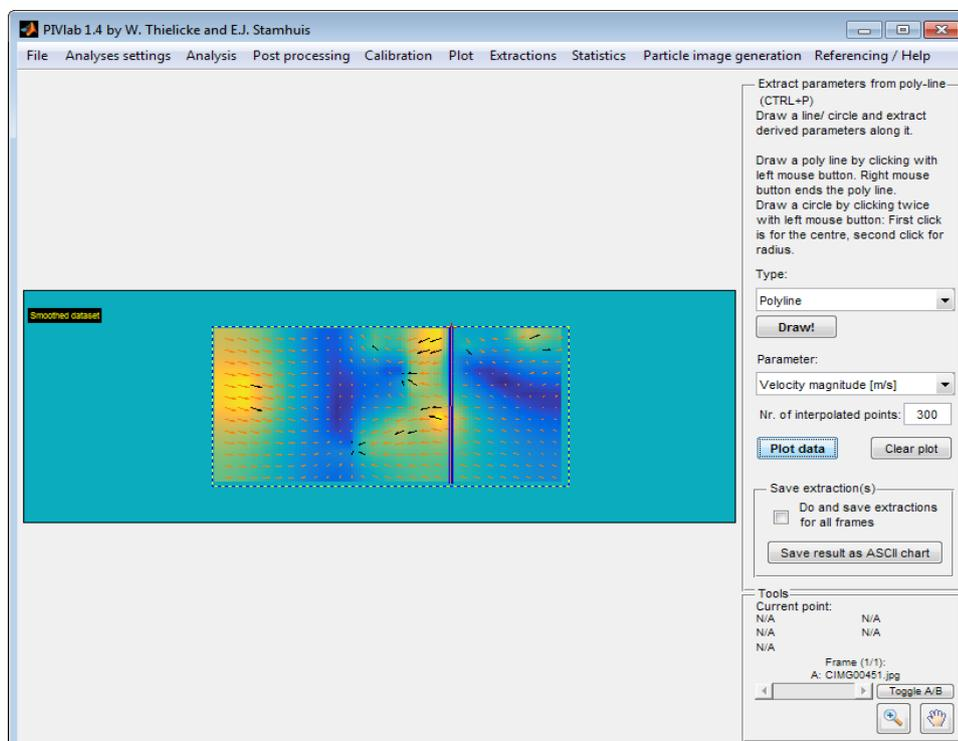 PIVlab 1.4 by W. Thielicke and E.J. Stamhuis
File Analyses settings Analysis Post processing Calibration Plot Extractions Statistics Particle image generation Referencing / Help
Smoothed dataset
Extract parameters from poly-line
(CTRL+P)
Draw a line/ circle and extract
derived parameters along it.
Draw a poly line by clicking with
left mouse button. Right mouse
button ends the poly line.
Draw a circle by clicking twice
with left mouse button: First click
is for the centre, second click for
radius.
Type:
Polyline
Draw!
Parameter:
Velocity magnitude [m/s]
Nr. of interpolated points: 300
Plot data Clear plot
Save extraction(s)
Do and save extractions
for all frames
Save result as ASCII chart
Tools
Current point:
N/A N/A
N/A N/A
N/A
Frame (1/1):
A: CIMG00451.jpg
Toggle A/B